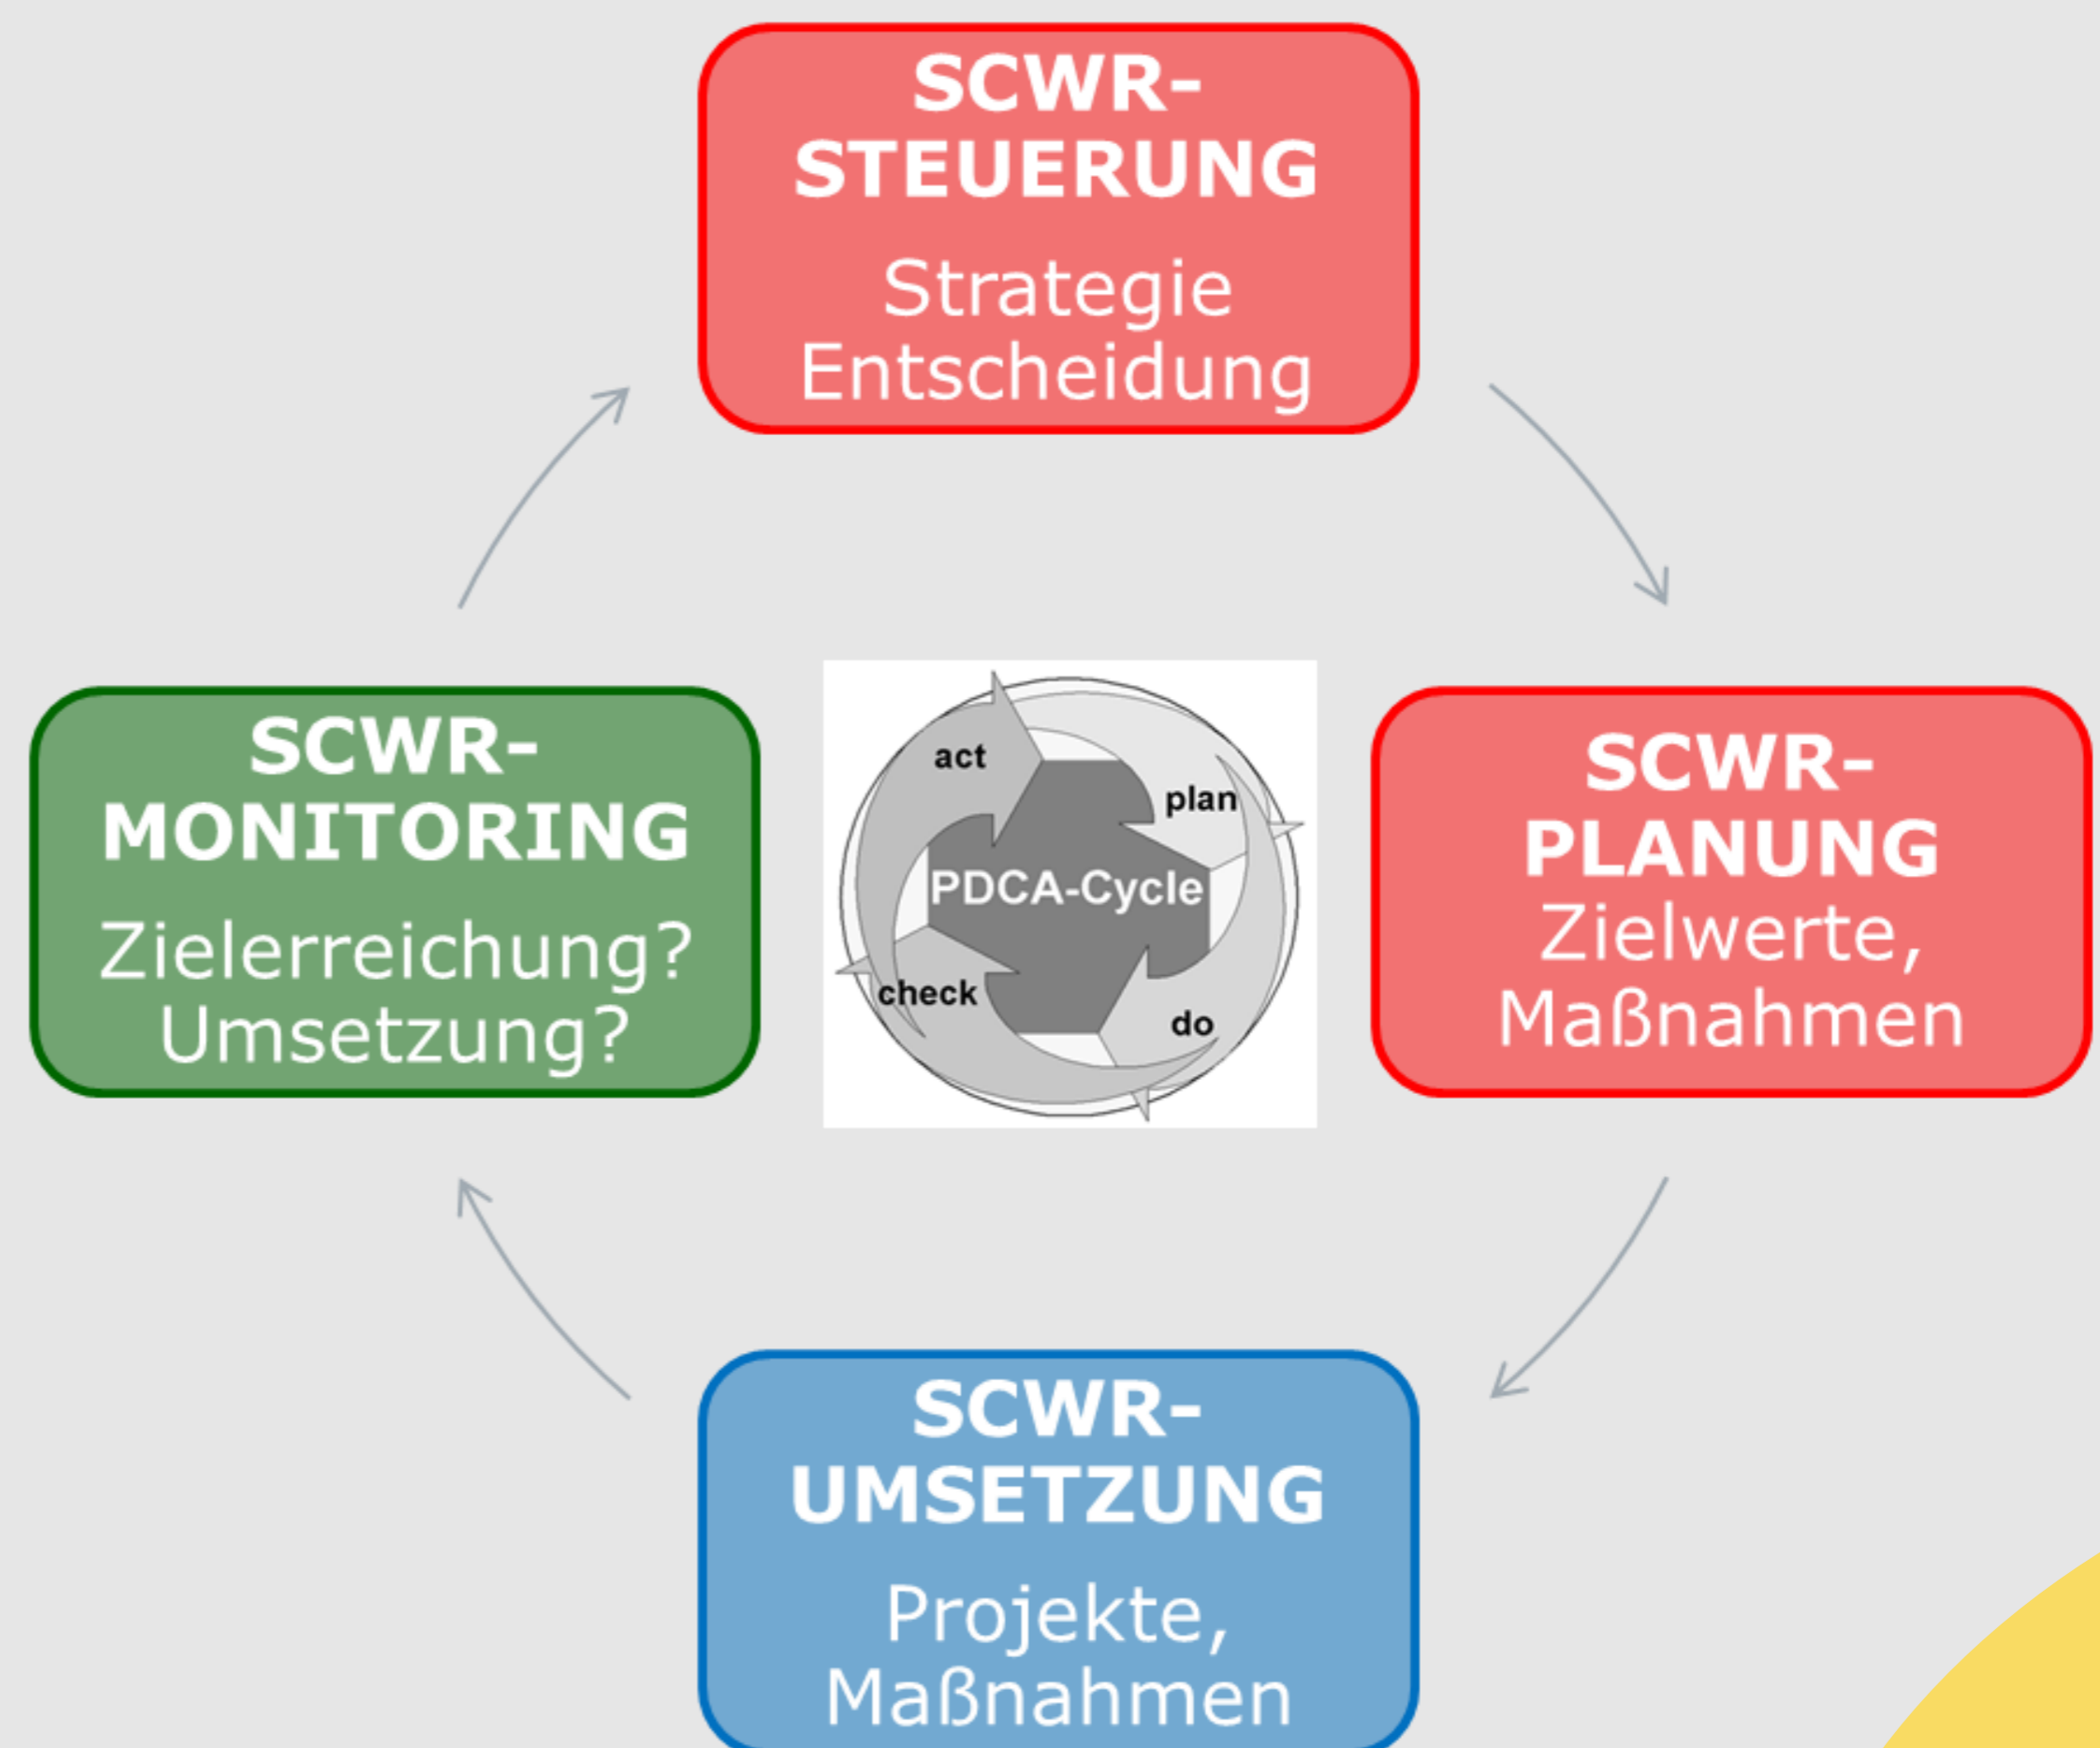 SCWR-
STEUERUNG
Strategie
Entscheidung
SCWR-
MONITORING
Zielerreichung?
Umsetzung?
act
plan
PDCA-Cycle
check
do
SCWR-
PLANUNG
Zielwerte,
Maßnahmen
SCWR-
UMSETZUNG
Projekte,
Maßnahmen